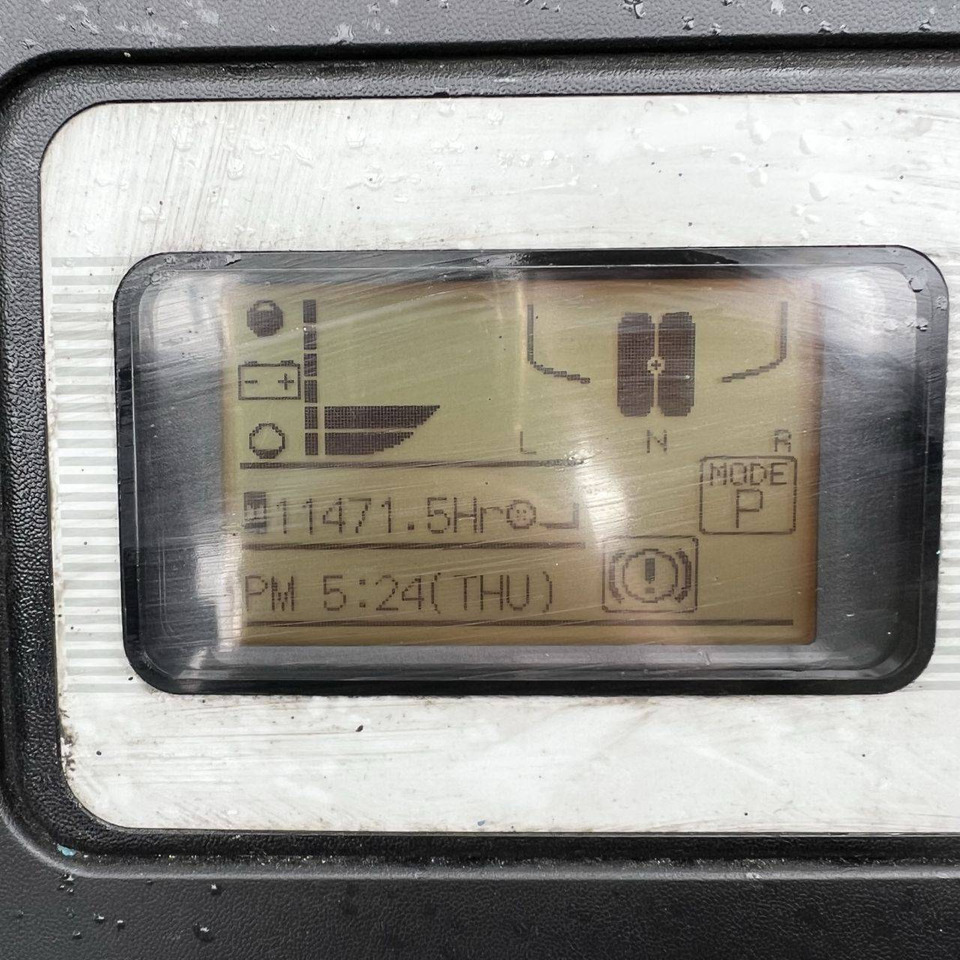 L N R
MODE
P
M 11471.5Hr
PM 5:24(THU)